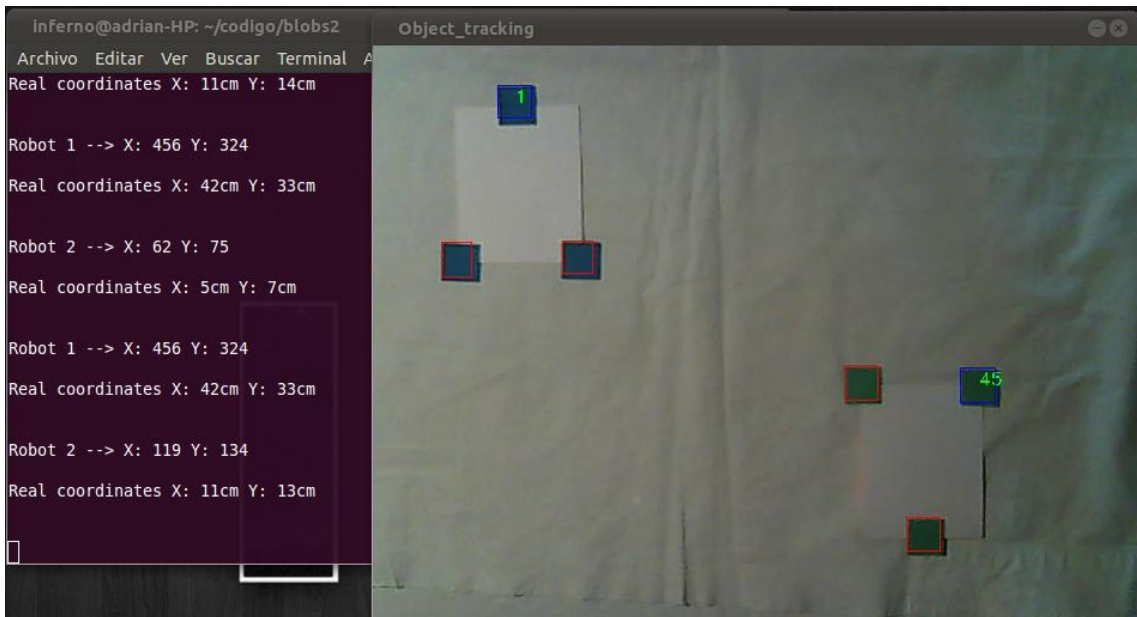 inferno@adrian-HP: ~/codigo/blobs2
Archivo Editar Ver Buscar Terminal A
Real coordinates X: 11cm Y: 14cm
Robot 1 --> X: 456 Y: 324
Real coordinates X: 42cm Y: 33cm
Robot 2 --> X: 62 Y: 75
Real coordinates X: 5cm Y: 7cm
Robot 1 --> X: 456 Y: 324
Real coordinates X: 42cm Y: 33cm
Robot 2 --> X: 119 Y: 134
Real coordinates X: 11cm Y: 13cm
Object_tracking
1
45